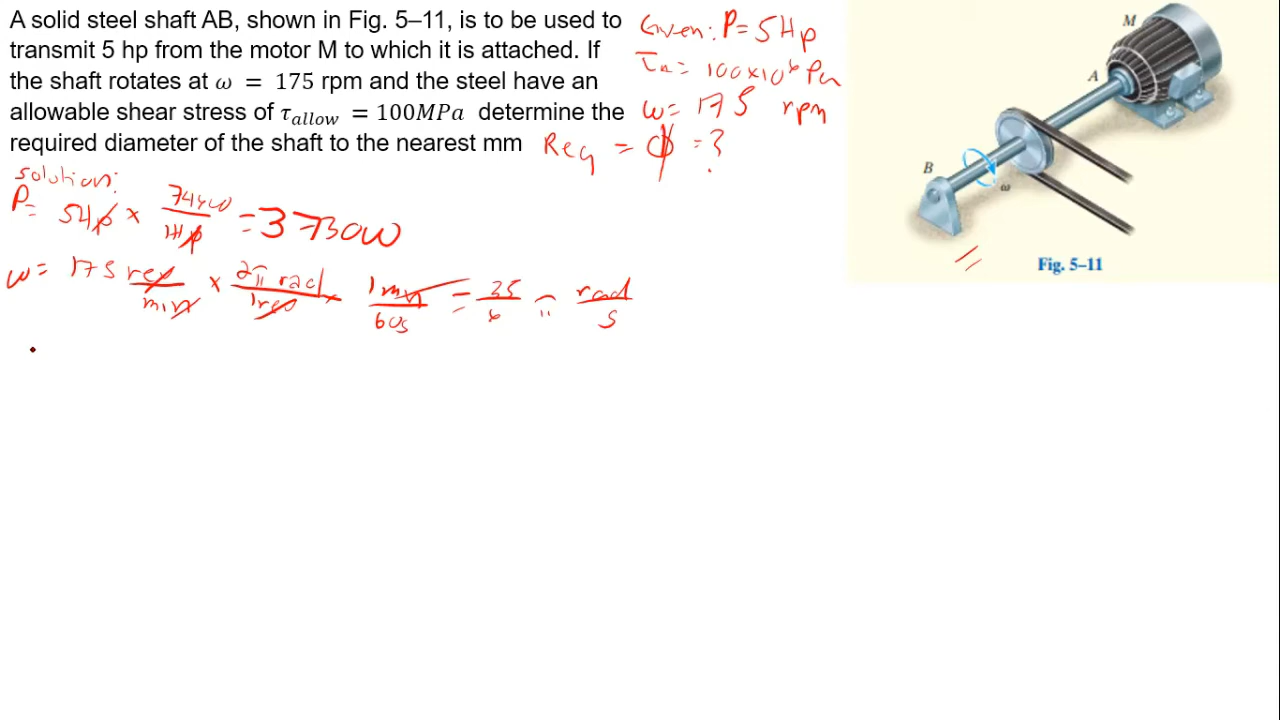 A solid steel shaft AB, shown in Fig. 5–11, is to be used to
transmit 5 hp from the motor M to which it is attached. If
the shaft rotates at ω = 175 rpm and the steel have an
allowable shear stress of τallow = 100MPa determine the
required diameter of the shaft to the nearest mm
Given: P = 5Hp
= 100×10⁶ Pa
ω = 175 rpm
Req = ϕ = ?
solution:
P = 5Hp × 746W / 1Hp = 3730W
ω = 175 rev/min × 2π rad/1rev × 1min/60s = 35/6 π rad/s
M
A
B
ω
Fig. 5–11